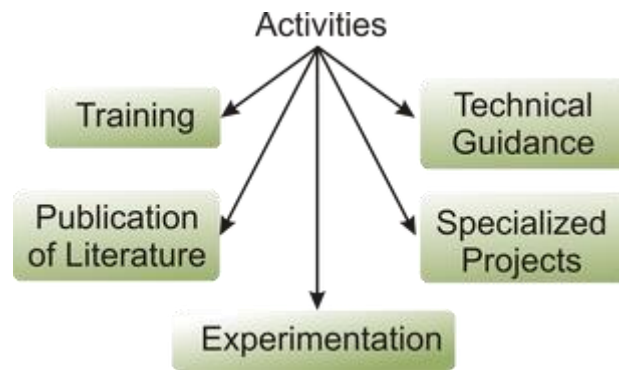 Activities
Training
Technical
Guidance
Publication
of Literature
Specialized
Projects
Experimentation